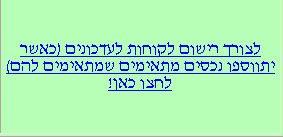 לצורך רישום לקוחות לעדכונים (כאשר
יתווספו נכסים מתאימים שמתאימים להם)
לחצו כאן!